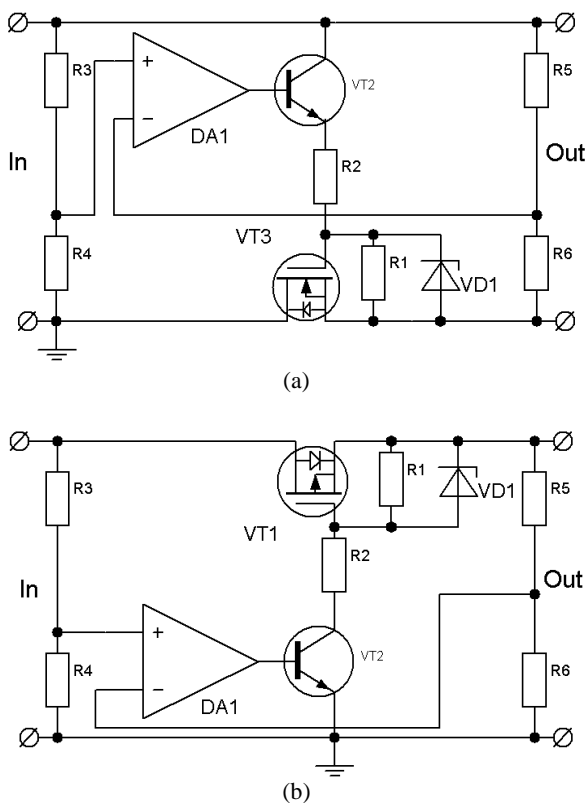 R3
+
−
DA1
VT2
R5
In
R2
Out
R4
VT3
R1
VD1
R6
(a)
R3
R1
VD1
R5
VT1
R2
In
Out
R4
+
−
DA1
VT2
R6
(b)